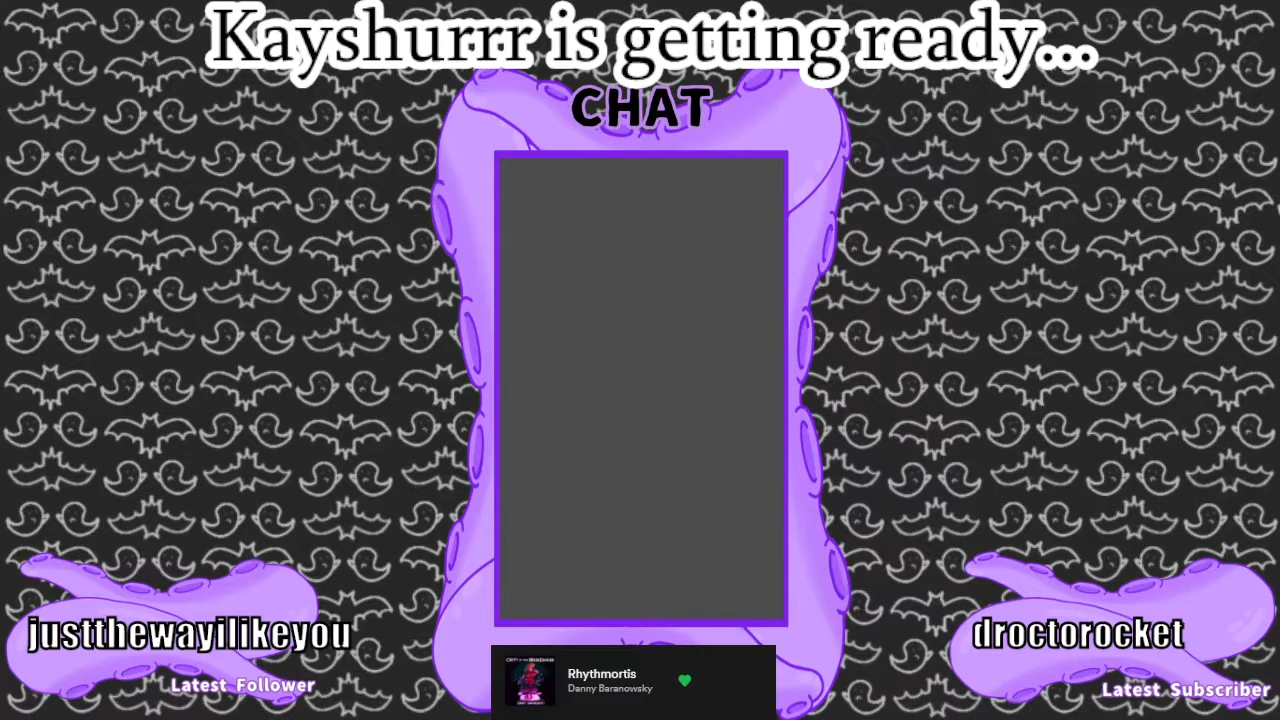 Kayshurrr is getting ready...
CHAT
justthewayilikeyou
Latest Follower
droctorocket
Latest Subscriber
Rhythmortis
Danny Baranowsky